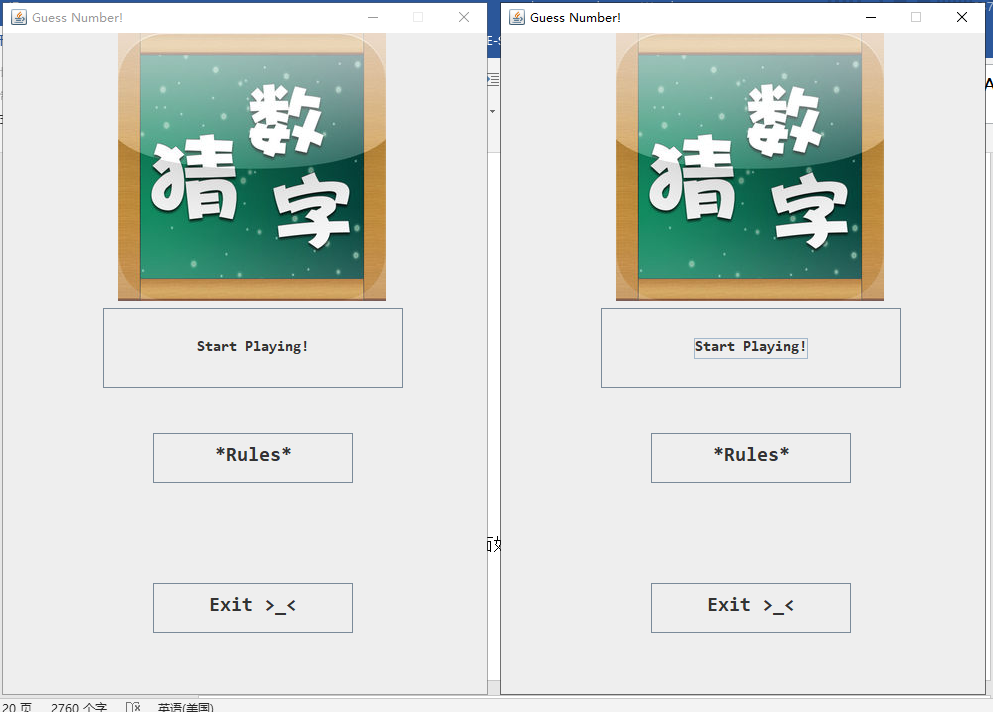 Guess Number!
猜数字
Start Playing!
*Rules*
Exit >_<
Guess Number!
猜数字
Start Playing!
*Rules*
Exit >_<
20 页 2760 个字 英语(美国)